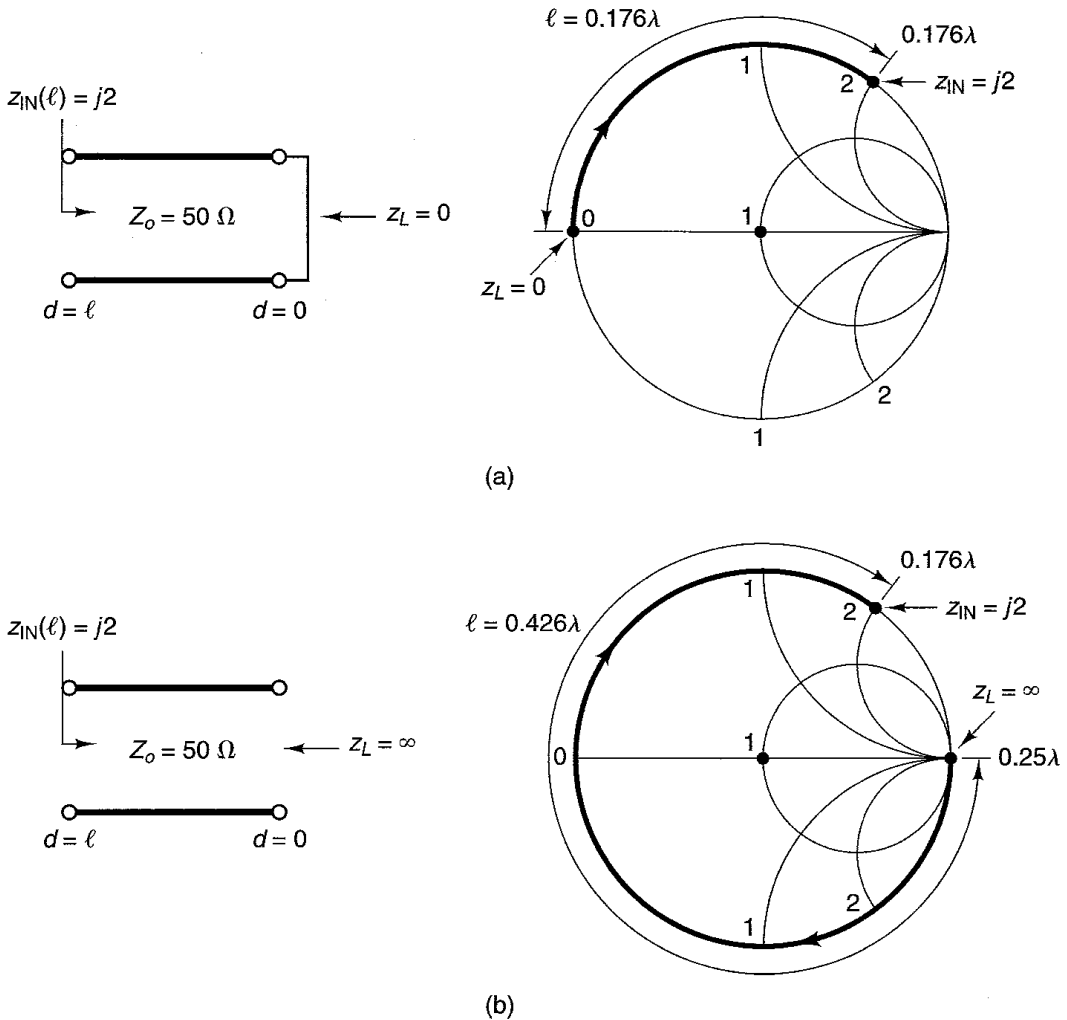 ℓ = 0.176λ
0.176λ
1
2
z_IN = j2
z_IN(ℓ) = j2
Z_o = 50 Ω
z_L = 0
d = ℓ
d = 0
0
1
z_L = 0
2
1
(a)
0.176λ
1
2
z_IN = j2
ℓ = 0.426λ
z_IN(ℓ) = j2
Z_o = 50 Ω
z_L = ∞
d = ℓ
d = 0
z_L = ∞
0
1
0.25λ
2
1
(b)